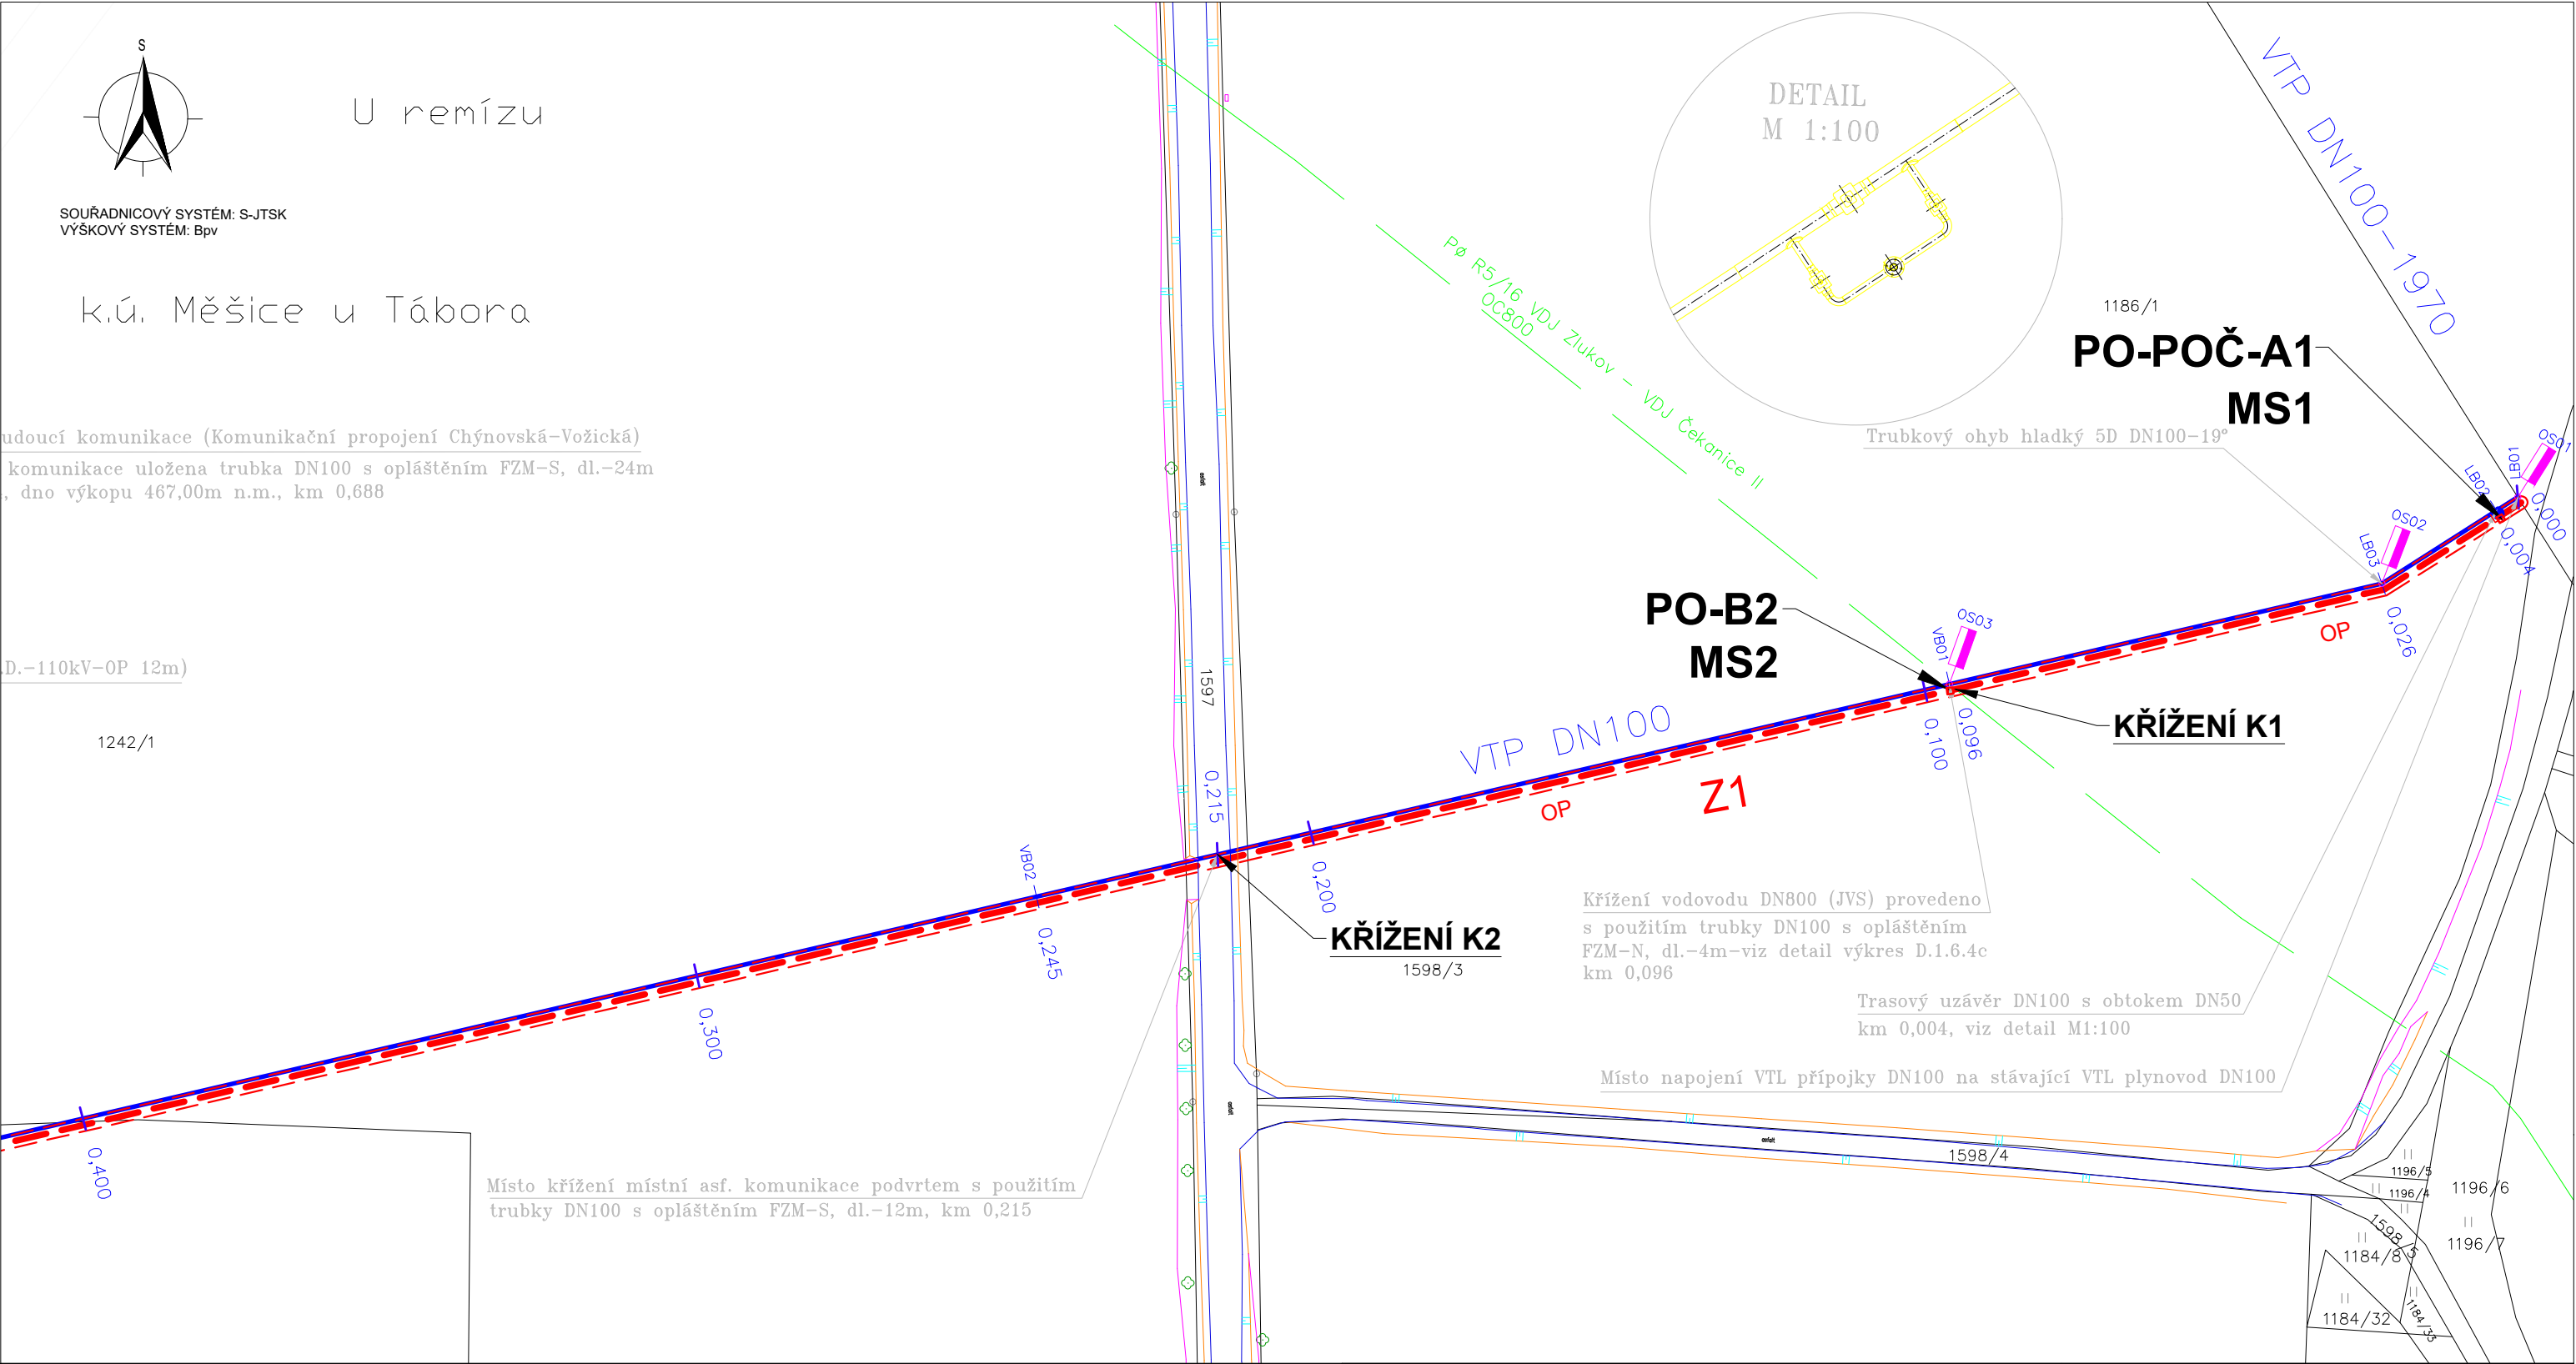 S
U remízu
SOUŘADNICOVÝ SYSTÉM: S-JTSK
VÝŠKOVÝ SYSTÉM: Bpv
k.ú. Měšice u Tábora
udoucí komunikace (Komunikační propojení Chýnovská-Vožická)
komunikace uložena trubka DN100 s opláštěním FZM-S, dl.-24m
, dno výkopu 467,00m n.m., km 0,688
.D.-110kV-OP 12m)
1242/1
DETAIL
M 1:100
VTP DN100-1970
PØ R5/16 VDJ Zlukov - VDJ Čekanice II
OC800
1186/1
PO-POČ-A1
MS1
Trubkový ohyb hladký 5D DN100-19°
OS01
LB01
LB02
0,000
0,004
OS02
LB03
0,026
OP
PO-B2
MS2
OS03
VB01
0,096
0,100
KŘÍŽENÍ K1
VTP DN100
Z1
OP
asfalt
1597
0,215
0,200
VB02
0,245
KŘÍŽENÍ K2
1598/3
0,300
0,400
Křížení vodovodu DN800 (JVS) provedeno
s použitím trubky DN100 s opláštěním
FZM-N, dl.-4m-viz detail výkres D.1.6.4c
km 0,096
Trasový uzávěr DN100 s obtokem DN50
km 0,004, viz detail M1:100
Místo napojení VTL přípojky DN100 na stávající VTL plynovod DN100
asfalt
asfalt
1598/4
Místo křížení místní asf. komunikace podvrtem s použitím
trubky DN100 s opláštěním FZM-S, dl.-12m, km 0,215
1196/5
1196/4
1196/6
1598/5
1196/7
1184/8
1184/32
1184/33